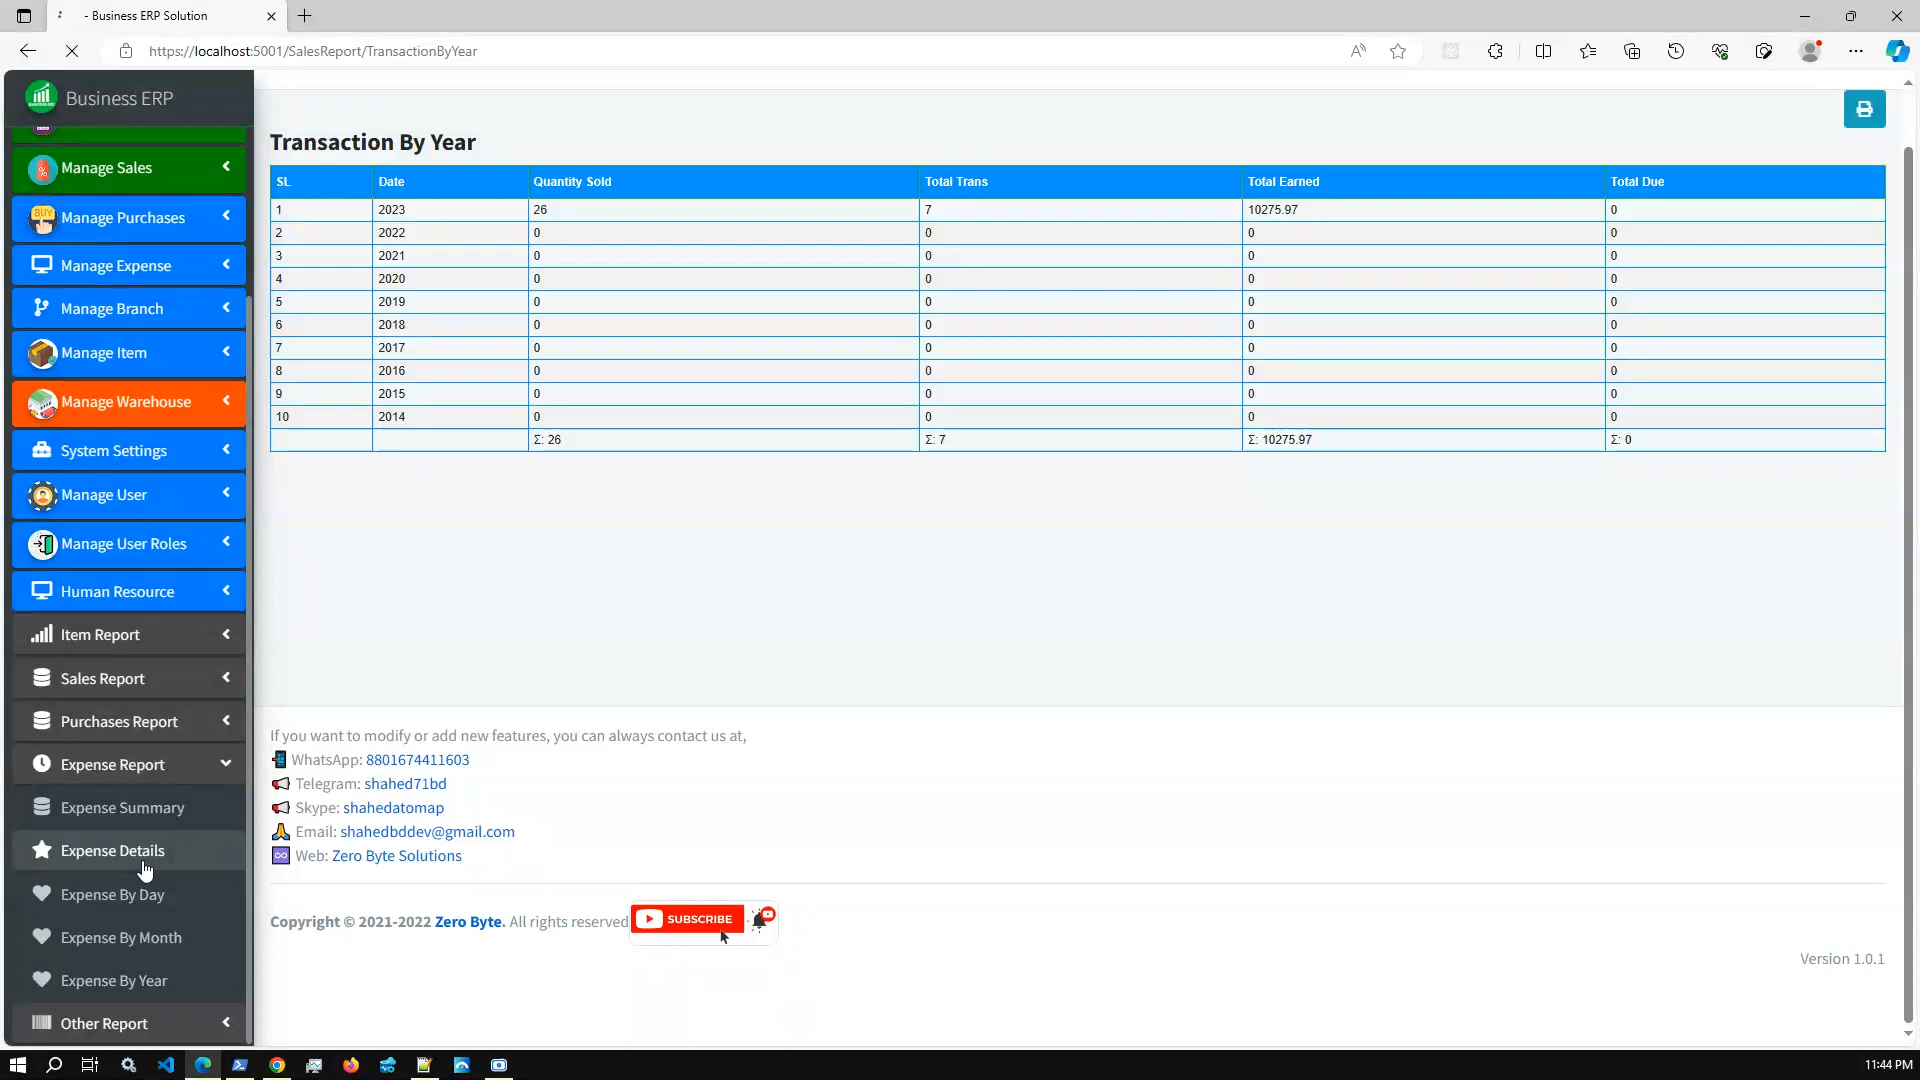 - Business ERP Solution
https://localhost:5001/SalesReport/TransactionByYear
Business ERP
Manage Sales
Manage Purchases
Manage Expense
Manage Branch
Manage Item
Manage Warehouse
System Settings
Manage User
Manage User Roles
Human Resource
Item Report
Sales Report
Purchases Report
Expense Report
Expense Summary
Expense Details
Expense By Day
Expense By Month
Expense By Year
Other Report
Transaction By Year
SL Date Quantity Sold Total Trans Total Earned Total Due
1 2023 26 7 10275.97 0
2 2022 0 0 0 0
3 2021 0 0 0 0
4 2020 0 0 0 0
5 2019 0 0 0 0
6 2018 0 0 0 0
7 2017 0 0 0 0
8 2016 0 0 0 0
9 2015 0 0 0 0
10 2014 0 0 0 0
Σ: 26 Σ: 7 Σ: 10275.97 Σ: 0
If you want to modify or add new features, you can always contact us at,
WhatsApp: 8801674411603
Telegram: shahed71bd
Skype: shahedatomap
Email: shahedbddev@gmail.com
Web: Zero Byte Solutions
Copyright © 2021-2022 Zero Byte. All rights reserved
SUBSCRIBE
Version 1.0.1
11:44 PM